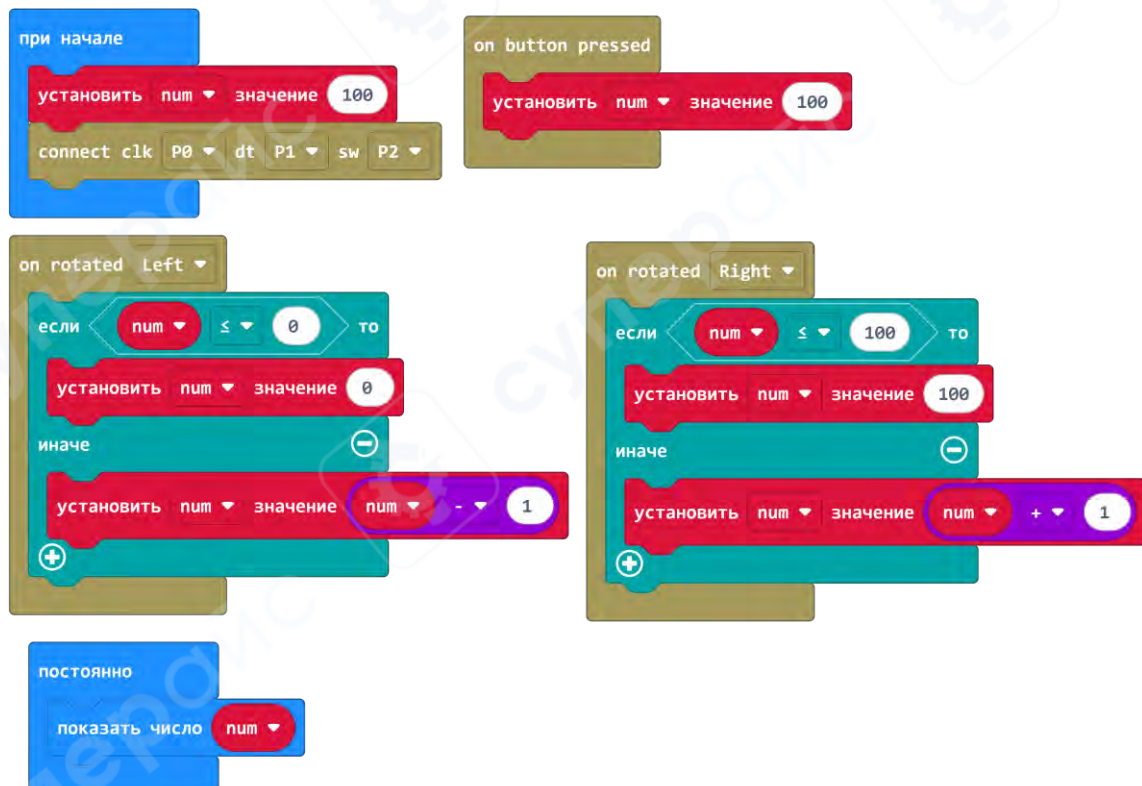 при начале
установить num значение 100
connect clk P0 dt P1 sw P2
on button pressed
установить num значение 100
on rotated Left
если num ≤ 0 то
установить num значение 0
иначе
установить num значение num - 1
on rotated Right
если num ≤ 100 то
установить num значение 100
иначе
установить num значение num + 1
постоянно
показать число num
суперайс